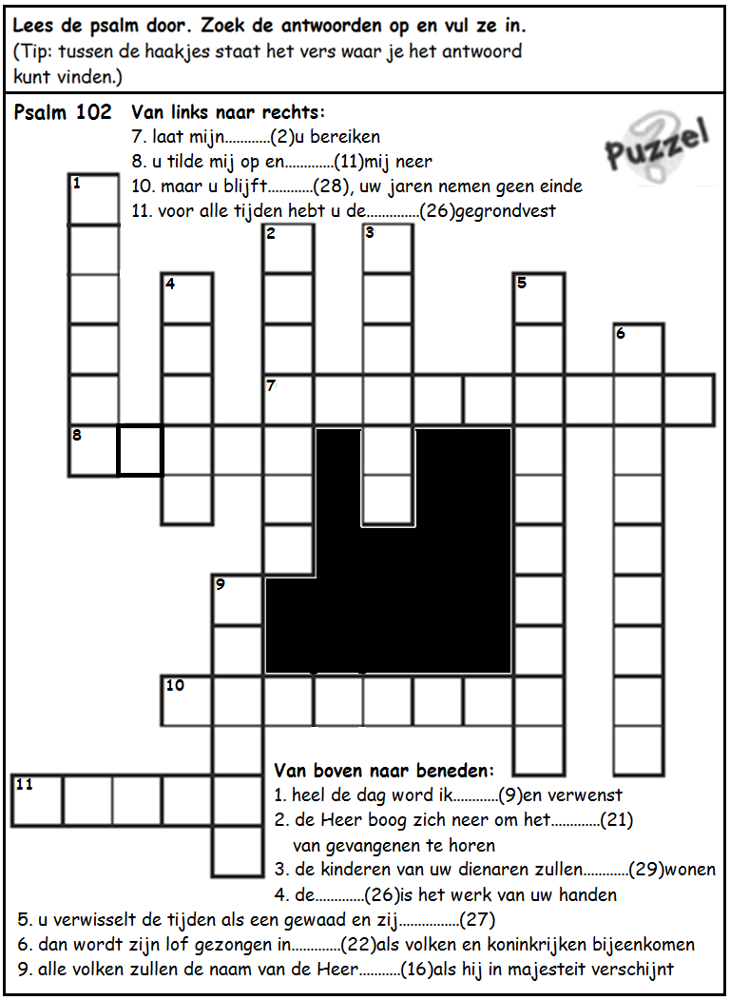 Lees de psalm door. Zoek de antwoorden op en vul ze in.
(Tip: tussen de haakjes staat het vers waar je het antwoord
kunt vinden.)
Psalm 102 Van links naar rechts:
7. laat mijn............(2)u bereiken
8. u tilde mij op en.............(11)mij neer
10. maar u blijft............(28), uw jaren nemen geen einde
11. voor alle tijden hebt u de..............(26)gegrondvest
Puzzel
?
1
2 3
4 5
6
7
8
9
10
11
Van boven naar beneden:
1. heel de dag word ik............(9)en verwenst
2. de Heer boog zich neer om het.............(21)
van gevangenen te horen
3. de kinderen van uw dienaren zullen............(29)wonen
4. de.............(26)is het werk van uw handen
5. u verwisselt de tijden als een gewaad en zij................(27)
6. dan wordt zijn lof gezongen in.............(22)als volken en koninkrijken bijeenkomen
9. alle volken zullen de naam van de Heer...........(16)als hij in majesteit verschijnt